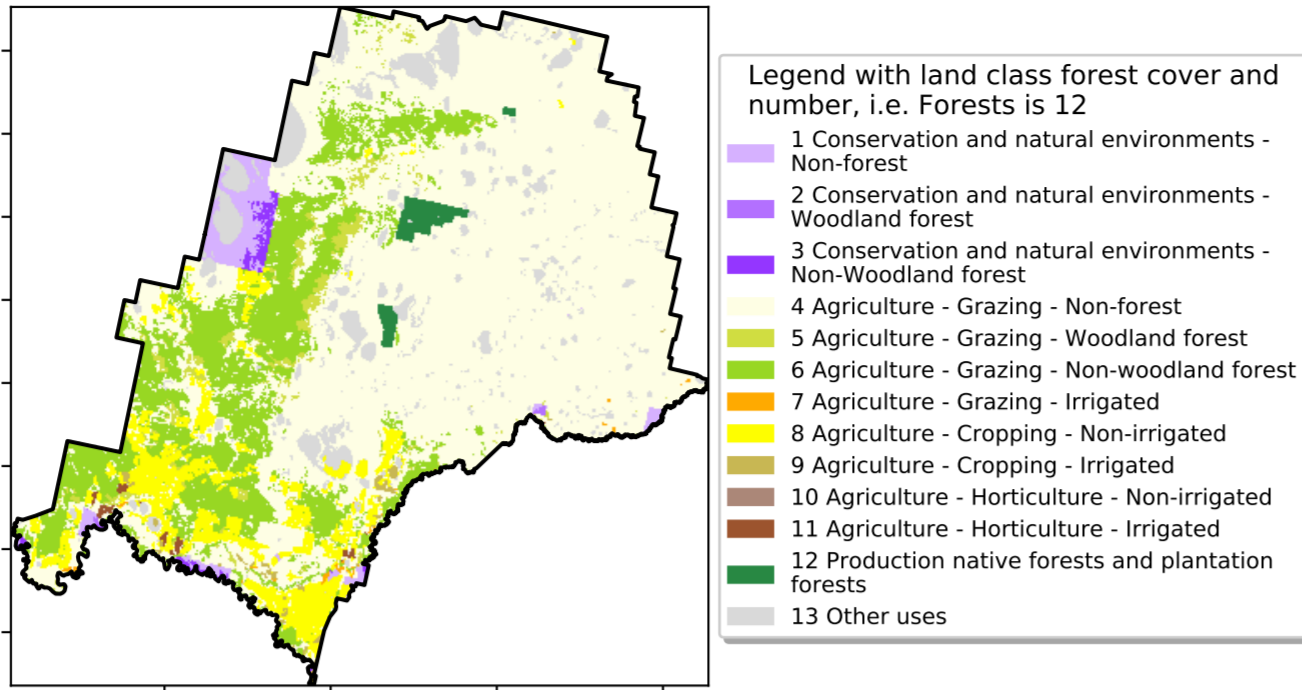 Legend with land class forest cover and
number, i.e. Forests is 12
1 Conservation and natural environments -
Non-forest
2 Conservation and natural environments -
Woodland forest
3 Conservation and natural environments -
Non-Woodland forest
4 Agriculture - Grazing - Non-forest
5 Agriculture - Grazing - Woodland forest
6 Agriculture - Grazing - Non-woodland forest
7 Agriculture - Grazing - Irrigated
8 Agriculture - Cropping - Non-irrigated
9 Agriculture - Cropping - Irrigated
10 Agriculture - Horticulture - Non-irrigated
11 Agriculture - Horticulture - Irrigated
12 Production native forests and plantation
forests
13 Other uses